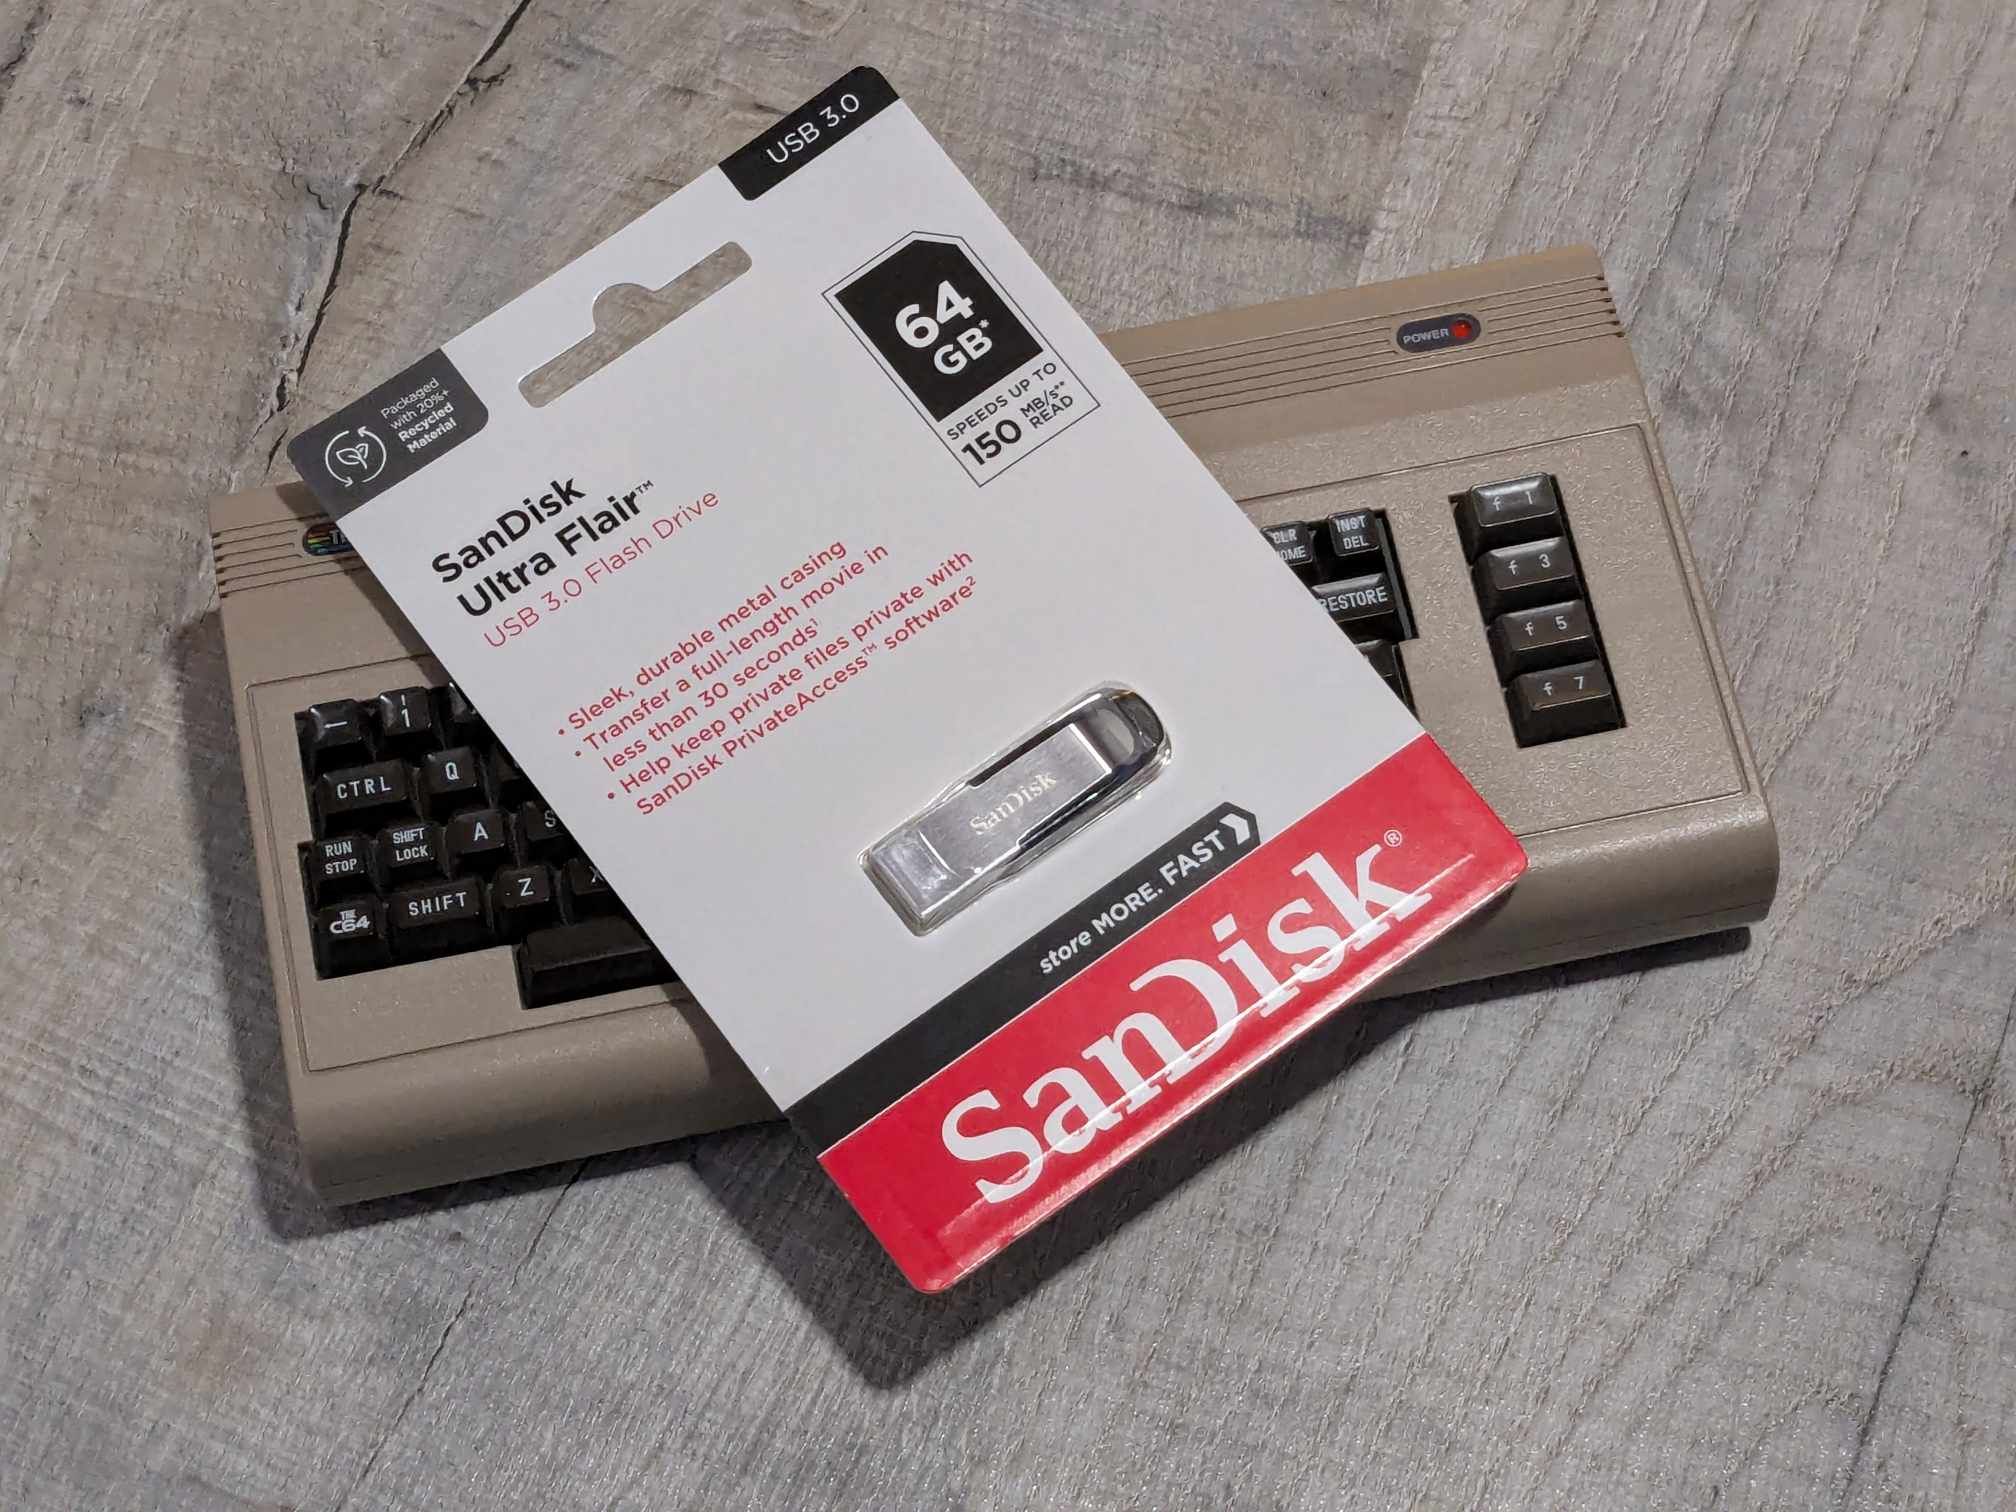 USB 3.0
Packaged
with 20%+
Recycled
Material
64
GB*
SPEEDS UP TO
150 MB/s**
READ
SanDisk
Ultra Flair™
USB 3.0 Flash Drive
• Sleek, durable metal casing
• Transfer a full-length movie in
less than 30 seconds¹
• Help keep private files private with
SanDisk PrivateAccess™ software²
SanDisk
store MORE. FAST
SanDisk®
POWER
INST
DEL
RESTORE
f 1
f 3
f 5
f 7
1
CTRL Q
RUN
STOP
SHIFT
LOCK
A S
THE
C64
SHIFT Z X